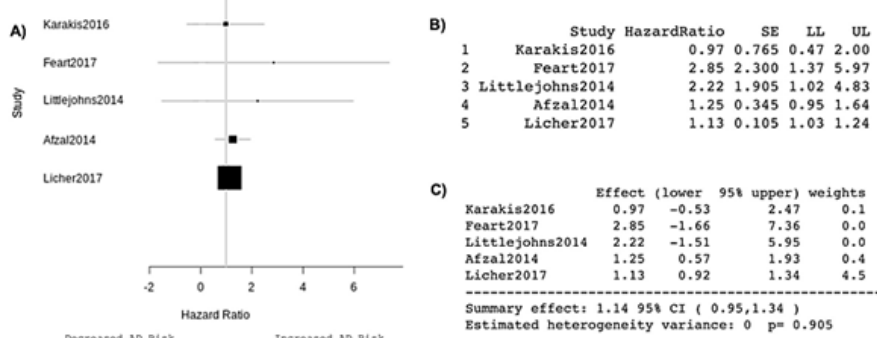 A)
Karakis2016
Feart2017
Littlejohns2014
Afzal2014
Licher2017
Study
-2 0 2 4 6
Hazard Ratio
Decreased AD Risk Increased AD Risk
B)
Study HazardRatio SE LL UL
1 Karakis2016 0.97 0.765 0.47 2.00
2 Feart2017 2.85 2.300 1.37 5.97
3 Littlejohns2014 2.22 1.905 1.02 4.83
4 Afzal2014 1.25 0.345 0.95 1.64
5 Licher2017 1.13 0.105 1.03 1.24
C)
Effect (lower 95% upper) weights
Karakis2016 0.97 -0.53 2.47 0.1
Feart2017 2.85 -1.66 7.36 0.0
Littlejohns2014 2.22 -1.51 5.95 0.0
Afzal2014 1.25 0.57 1.93 0.4
Licher2017 1.13 0.92 1.34 4.5
---------------------------------------------------
Summary effect: 1.14 95% CI ( 0.95,1.34 )
Estimated heterogeneity variance: 0 p= 0.905